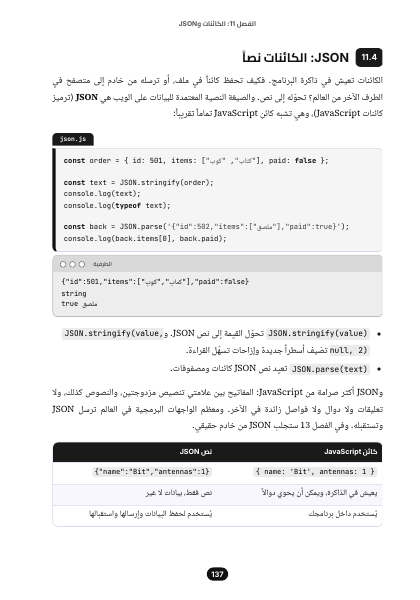 الفصل 11: الكائنات وJSON
11.4 JSON: الكائنات نصاً
الكائنات تعيش في ذاكرة البرنامج. فكيف تحفظ كائناً في ملف، أو ترسله من خادم إلى متصفح في
الطرف الآخر من العالم؟ تحوّله إلى نص. والصيغة النصية المعتمدة للبيانات على الويب هي JSON (ترميز
كائنات JavaScript)، وهي تشبه كائن JavaScript تماماً تقريباً:
json.js
const order = { id: 501, items: ["كتاب", "كوب"], paid: false };
const text = JSON.stringify(order);
console.log(text);
console.log(typeof text);
const back = JSON.parse('{"id":502,"items":["ملصق"],"paid":true}');
console.log(back.items[0], back.paid);
الطرفية
{"id":501,"items":["كتاب","كوب"],"paid":false}
string
ملصق true
• JSON.stringify(value) تحوّل القيمة إلى نص JSON. وJSON.stringify(value,
null, 2) تضيف أسطراً جديدة وإزاحات تسهّل القراءة.
• JSON.parse(text) تعيد نص JSON كائنات ومصفوفات.
وJSON أكثر صرامة من JavaScript: المفاتيح بين علامتي تنصيص مزدوجتين، والنصوص كذلك، ولا
تعليقات ولا دوال ولا فواصل زائدة في الآخر. ومعظم الواجهات البرمجية في العالم ترسل JSON
وتستقبله. وفي الفصل 13 ستجلب JSON من خادم حقيقي.
كائن JavaScript نص JSON
{ name: 'Bit', antennas: 1 } {"name":"Bit","antennas":1}
يعيش في الذاكرة، ويمكن أن يحوي دوالاً نص فقط، بيانات لا غير
يُستخدم داخل برنامجك يُستخدم لحفظ البيانات وإرسالها واستقبالها
137